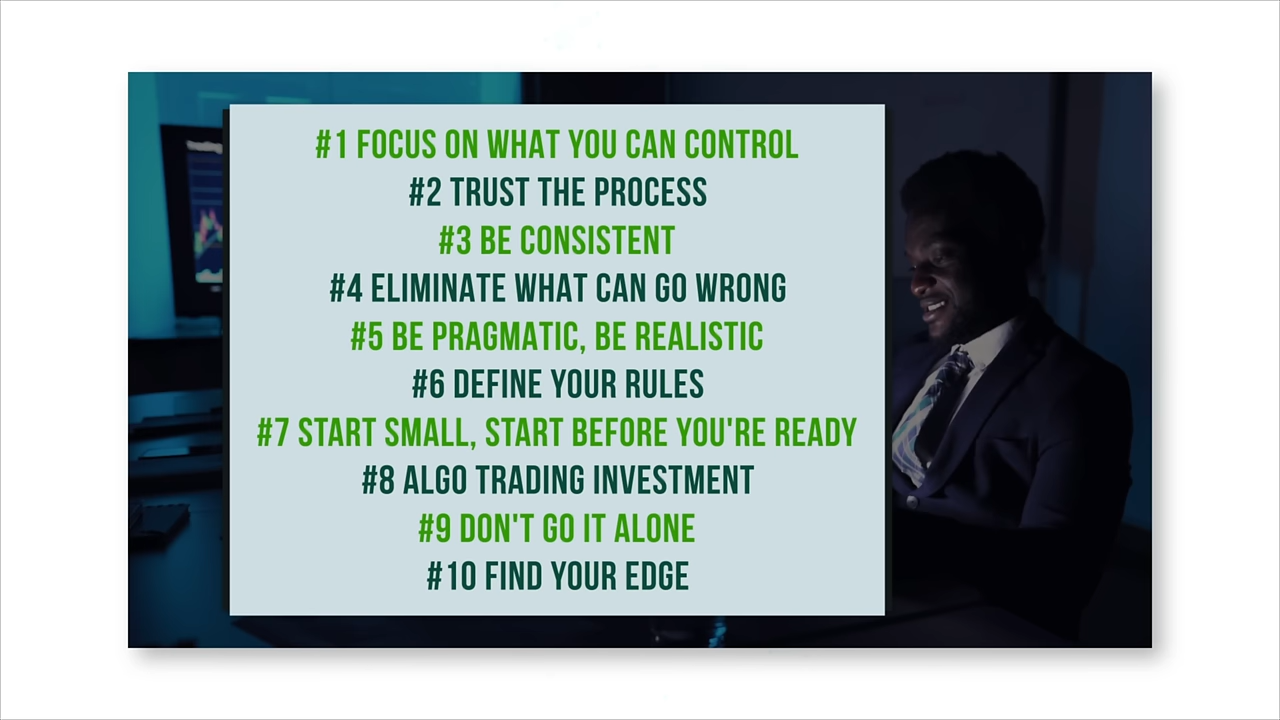 #1 FOCUS ON WHAT YOU CAN CONTROL
#2 TRUST THE PROCESS
#3 BE CONSISTENT
#4 ELIMINATE WHAT CAN GO WRONG
#5 BE PRAGMATIC, BE REALISTIC
#6 DEFINE YOUR RULES
#7 START SMALL, START BEFORE YOU'RE READY
#8 ALGO TRADING INVESTMENT
#9 DON'T GO IT ALONE
#10 FIND YOUR EDGE